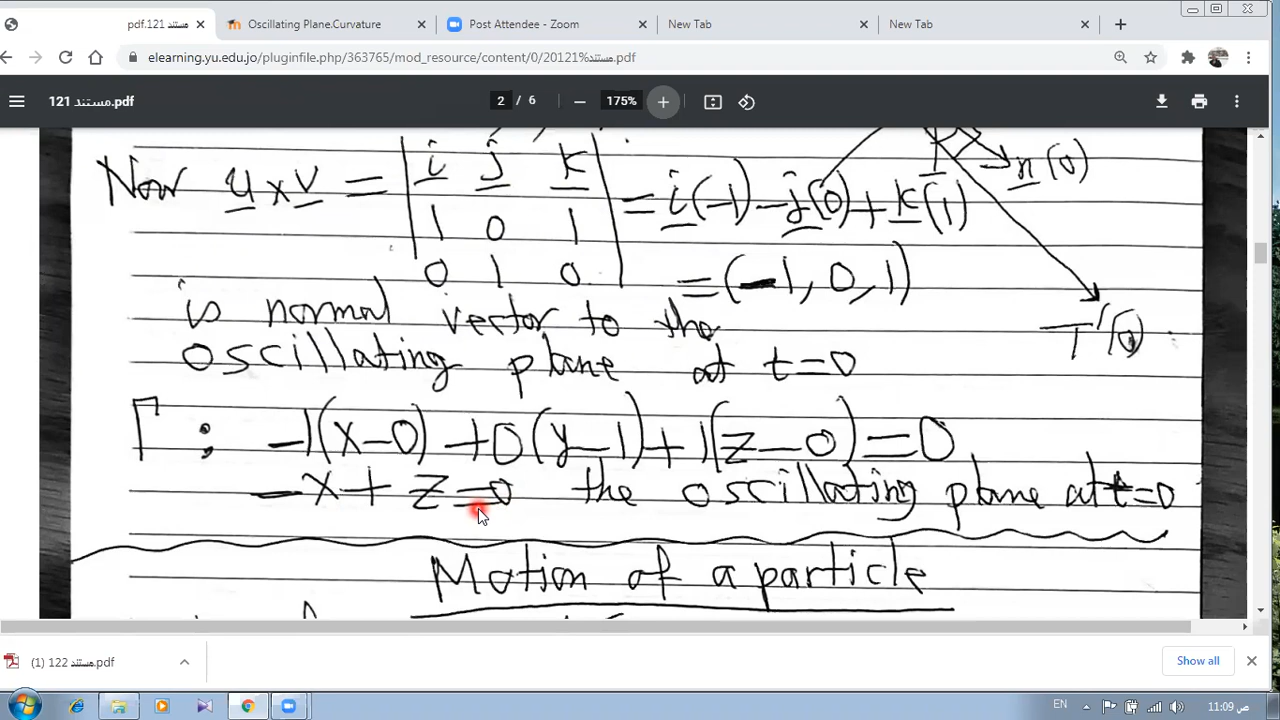 مستند 121.pdf
Oscillating Plane.Curvature
Post Attendee - Zoom
New Tab
New Tab
elearning.yu.edu.jo/pluginfile.php/363765/mod_resource/content/0/20121%مستند.pdf
مستند 121.pdf
2 / 6
175%
Now u x v = | i j k | = i(-1) - j(0) + k(1)
1 0 1
0 1 0
= (-1, 0, 1)
n(0)
T'(0)
is normal vector to the
oscillating plane at t=0
Γ: -1(x-0) + 0(y-1) + 1(z-0) = 0
-x + z = 0 the oscillating plane at t=0
Motion of a particle
مستند 122 (1).pdf
Show all
EN
11:09 ص